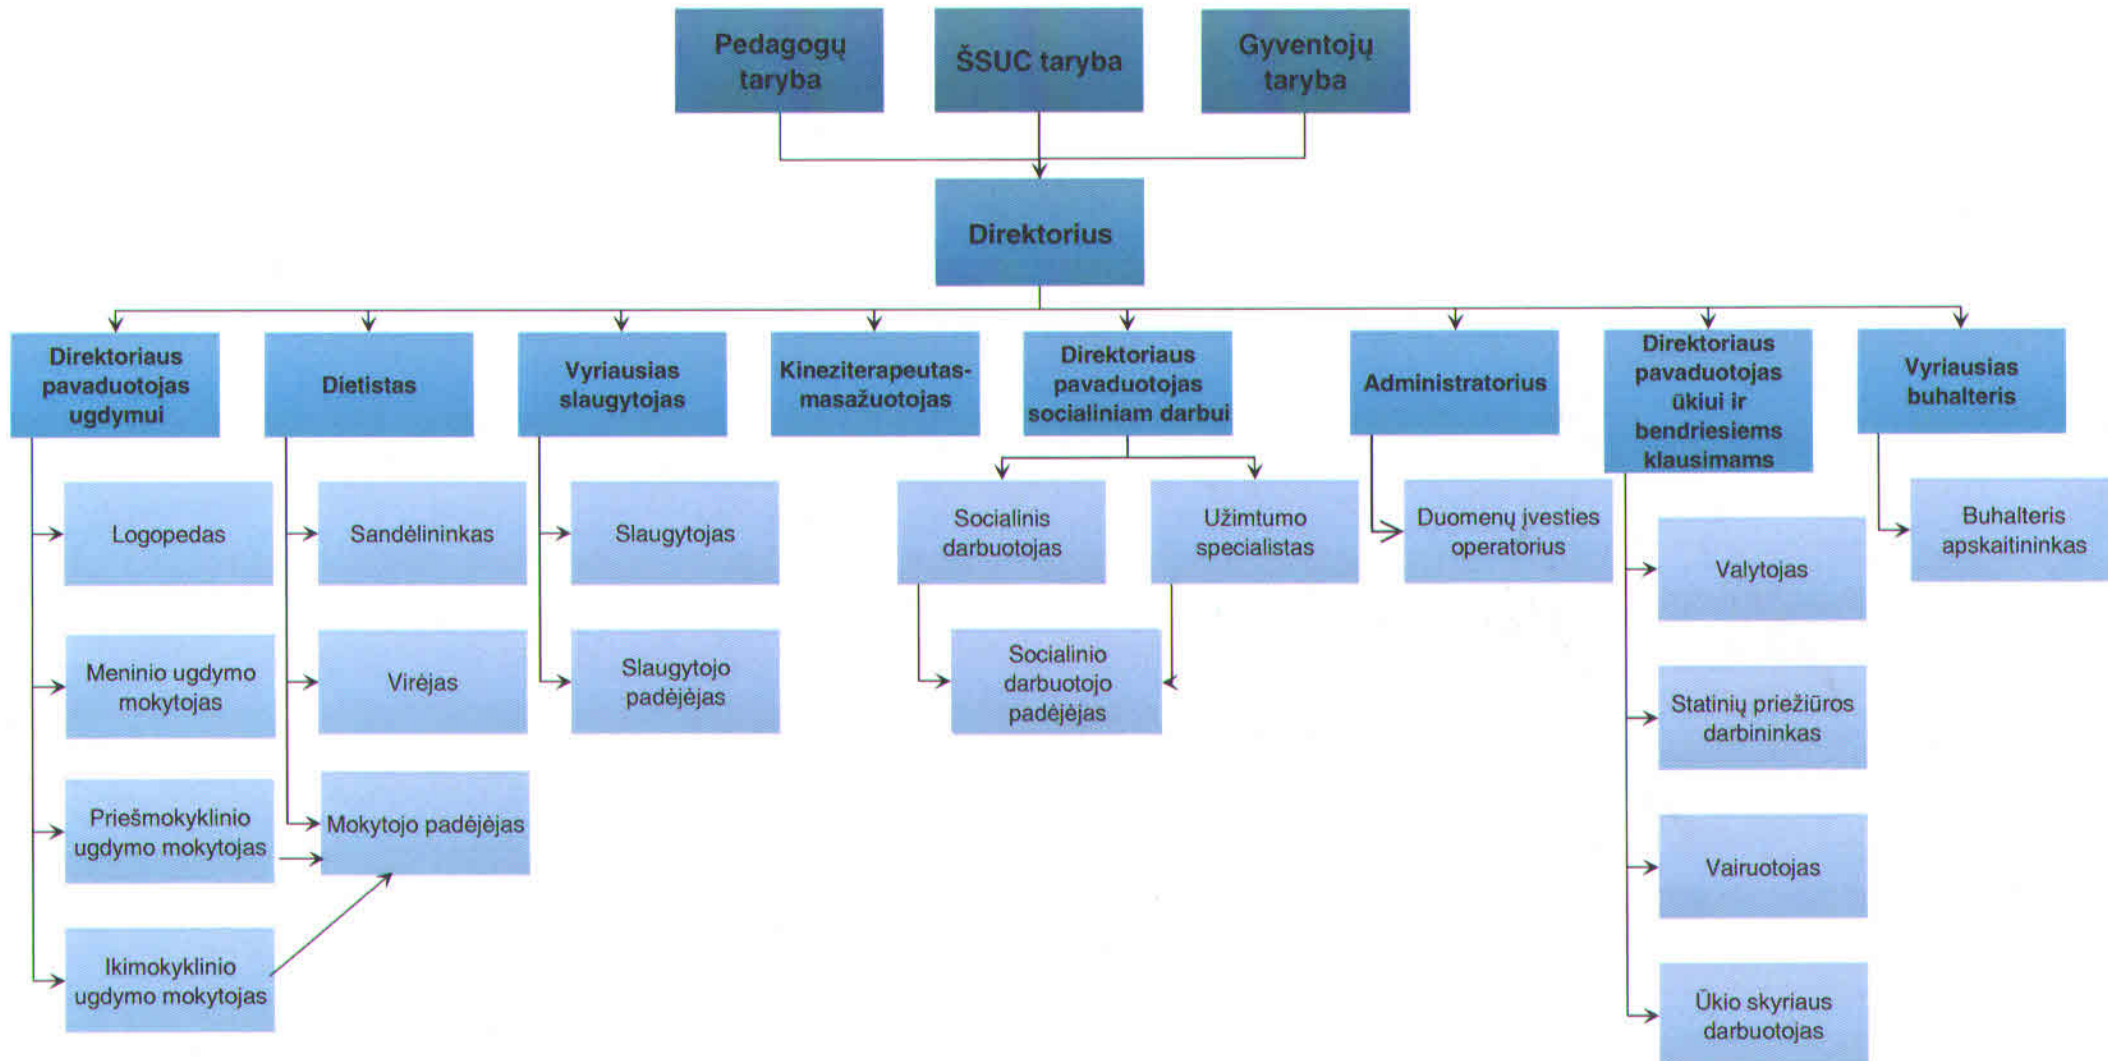 Pedagogų
taryba
ŠSUC taryba
Gyventojų
taryba
Direktorius
Direktoriaus
pavaduotojas
ugdymui
Dietistas
Vyriausias
slaugytojas
Kineziterapeutas-
masažuotojas
Direktoriaus
pavaduotojas
socialiniam darbui
Administratorius
Direktoriaus
pavaduotojas
ūkiui ir
bendriesiems
klausimams
Vyriausias
buhalteris
Logopedas
Sandėlininkas
Slaugytojas
Socialinis
darbuotojas
Užimtumo
specialistas
Duomenų įvesties
operatorius
Valytojas
Buhalteris
apskaitininkas
Meninio ugdymo
mokytojas
Virėjas
Slaugytojo
padėjėjas
Socialinio
darbuotojo
padėjėjas
Statinių priežiūros
darbininkas
Priešmokyklinio
ugdymo mokytojas
Mokytojo padėjėjas
Vairuotojas
Ikimokyklinio
ugdymo mokytojas
Ūkio skyriaus
darbuotojas